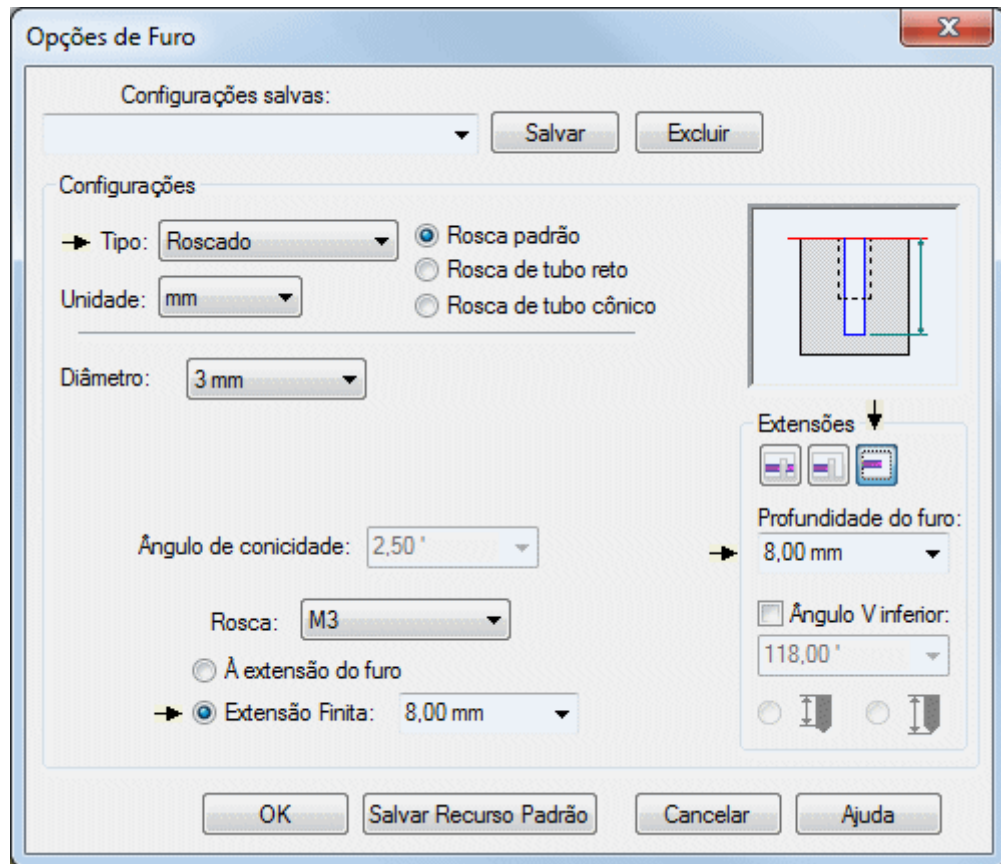 Opções de Furo
Configurações salvas:
Salvar
Excluir
Configurações
Tipo:
Roscado
Rosca padrão
Rosca de tubo reto
Unidade:
mm
Rosca de tubo cônico
Diâmetro:
3 mm
Extensões
Profundidade do furo:
8,00 mm
Ângulo de conicidade:
2,50 °
Ângulo V inferior:
118,00 °
Rosca:
M3
À extensão do furo
Extensão Finita:
8,00 mm
OK
Salvar Recurso Padrão
Cancelar
Ajuda